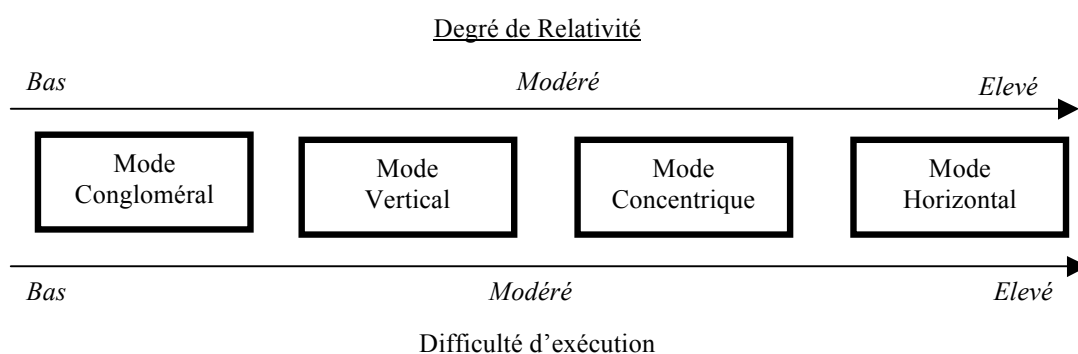 Degré de Relativité
Bas Modéré Elevé
Mode
Congloméral
Mode
Vertical
Mode
Concentrique
Mode
Horizontal
Bas Modéré Elevé
Difficulté d’exécution